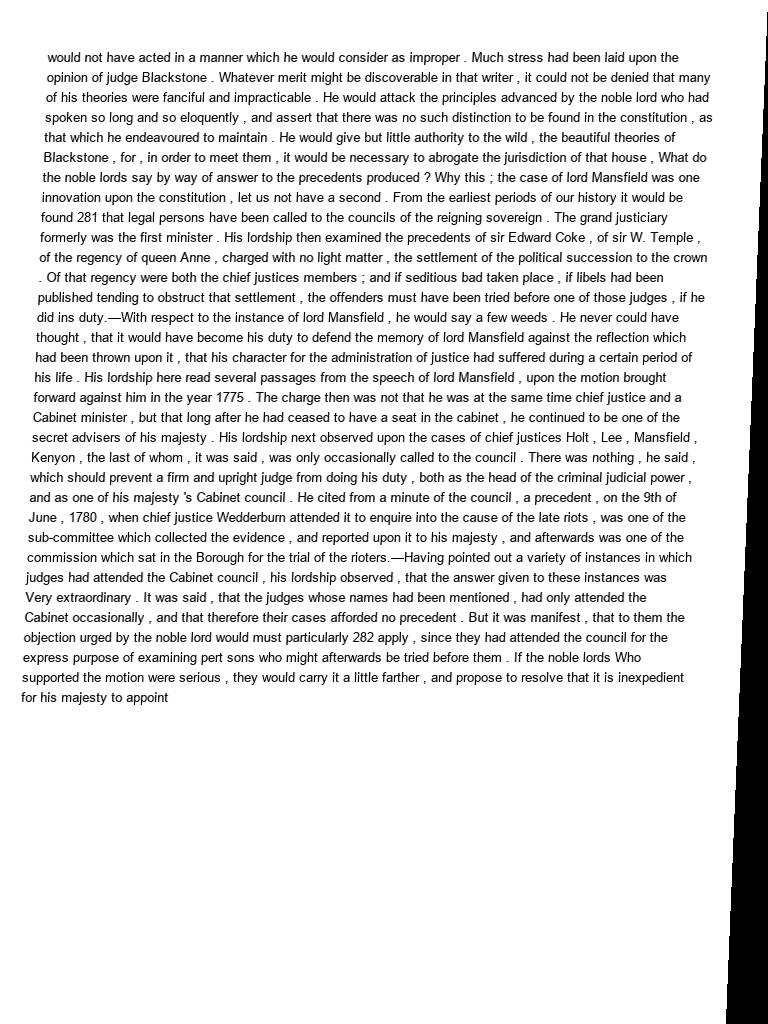 would not have acted in a manner which he would consider as improper . Much stress had been laid upon the
opinion of judge Blackstone . Whatever merit might be discoverable in that writer , it could not be denied that many
of his theories were fanciful and impracticable . He would attack the principles advanced by the noble lord who had
spoken so long and so eloquently , and assert that there was no such distinction to be found in the constitution , as
that which he endeavoured to maintain . He would give but little authority to the wild , the beautiful theories of
Blackstone , for , in order to meet them , it would be necessary to abrogate the jurisdiction of that house , What do
the noble lords say by way of answer to the precedents produced ? Why this ; the case of lord Mansfield was one
innovation upon the constitution , let us not have a second . From the earliest periods of our history it would be
found 281 that legal persons have been called to the councils of the reigning sovereign . The grand justiciary
formerly was the first minister . His lordship then examined the precedents of sir Edward Coke , of sir W. Temple ,
of the regency of queen Anne , charged with no light matter , the settlement of the political succession to the crown
. Of that regency were both the chief justices members ; and if seditious bad taken place , if libels had been
published tending to obstruct that settlement , the offenders must have been tried before one of those judges , if he
did ins duty.—With respect to the instance of lord Mansfield , he would say a few weeds . He never could have
thought , that it would have become his duty to defend the memory of lord Mansfield against the reflection which
had been thrown upon it , that his character for the administration of justice had suffered during a certain period of
his life . His lordship here read several passages from the speech of lord Mansfield , upon the motion brought
forward against him in the year 1775 . The charge then was not that he was at the same time chief justice and a
Cabinet minister , but that long after he had ceased to have a seat in the cabinet , he continued to be one of the
secret advisers of his majesty . His lordship next observed upon the cases of chief justices Holt , Lee , Mansfield ,
Kenyon , the last of whom , it was said , was only occasionally called to the council . There was nothing , he said ,
which should prevent a firm and upright judge from doing his duty , both as the head of the criminal judicial power ,
and as one of his majesty 's Cabinet council . He cited from a minute of the council , a precedent , on the 9th of
June , 1780 , when chief justice Wedderburn attended it to enquire into the cause of the late riots , was one of the
sub-committee which collected the evidence , and reported upon it to his majesty , and afterwards was one of the
commission which sat in the Borough for the trial of the rioters.—Having pointed out a variety of instances in which
judges had attended the Cabinet council , his lordship observed , that the answer given to these instances was
Very extraordinary . It was said , that the judges whose names had been mentioned , had only attended the
Cabinet occasionally , and that therefore their cases afforded no precedent . But it was manifest , that to them the
objection urged by the noble lord would must particularly 282 apply , since they had attended the council for the
express purpose of examining pert sons who might afterwards be tried before them . If the noble lords Who
supported the motion were serious , they would carry it a little farther , and propose to resolve that it is inexpedient
for his majesty to appoint